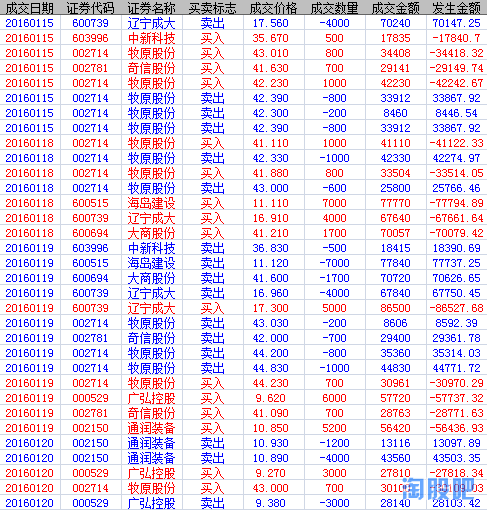 成交日期 证券代码 证券名称 买卖标志 成交价格 成交数量 成交金额 发生金额
20160115 600739 辽宁成大 卖出 17.560 -4000 70240 70147.25
20160115 603996 中新科技 买入 35.670 500 17835 -17840.7
20160115 002714 牧原股份 买入 43.010 800 34408 -34418.32
20160115 002781 奇信股份 买入 41.630 700 29141 -29149.74
20160115 002714 牧原股份 买入 42.230 1000 42230 -42242.67
20160115 002714 牧原股份 卖出 42.390 -800 33912 33867.92
20160115 002714 牧原股份 卖出 42.300 -200 8460 8446.54
20160115 002714 牧原股份 卖出 42.390 -800 33912 33867.92
20160118 002714 牧原股份 买入 41.110 1000 41110 -41122.33
20160118 002714 牧原股份 卖出 42.330 -1000 42330 42274.97
20160118 002714 牧原股份 买入 41.880 800 33504 -33514.05
20160118 002714 牧原股份 卖出 43.000 -600 25800 25766.46
20160118 600515 海岛建设 买入 11.110 7000 77770 -77794.89
20160118 600739 辽宁成大 买入 16.910 4000 67640 -67661.64
20160118 600694 大商股份 买入 41.210 1700 70057 -70079.42
20160119 603996 中新科技 卖出 36.830 -500 18415 18390.69
20160119 600515 海岛建设 卖出 11.120 -7000 77840 77737.25
20160119 600694 大商股份 卖出 41.600 -1700 70720 70626.65
20160119 600739 辽宁成大 卖出 16.960 -4000 67840 67750.45
20160119 600739 辽宁成大 买入 17.300 5000 86500 -86527.68
20160119 002714 牧原股份 卖出 43.030 -200 8606 8592.39
20160119 002781 奇信股份 卖出 42.000 -700 29400 29361.78
20160119 002714 牧原股份 卖出 44.200 -800 35360 35314.03
20160119 002714 牧原股份 卖出 44.830 -1000 44830 44771.72
20160119 002714 牧原股份 买入 44.230 700 30961 -30970.29
20160119 000529 广弘控股 买入 9.620 6000 57720 -57737.32
20160119 002781 奇信股份 买入 41.090 700 28763 -28771.63
20160119 002150 通润装备 买入 10.850 5200 56420 -56436.93
20160120 002150 通润装备 卖出 10.930 -1200 13116 13097.89
20160120 002150 通润装备 卖出 10.890 -4000 43560 43503.35
20160120 000529 广弘控股 买入 9.270 3000 27810 -27818.34
20160120 002714 牧原股份 买入 43.000 700 30100 -30109.03
20160120 000529 广弘控股 卖出 9.380 -3000 28140 28103.42
淘股吧